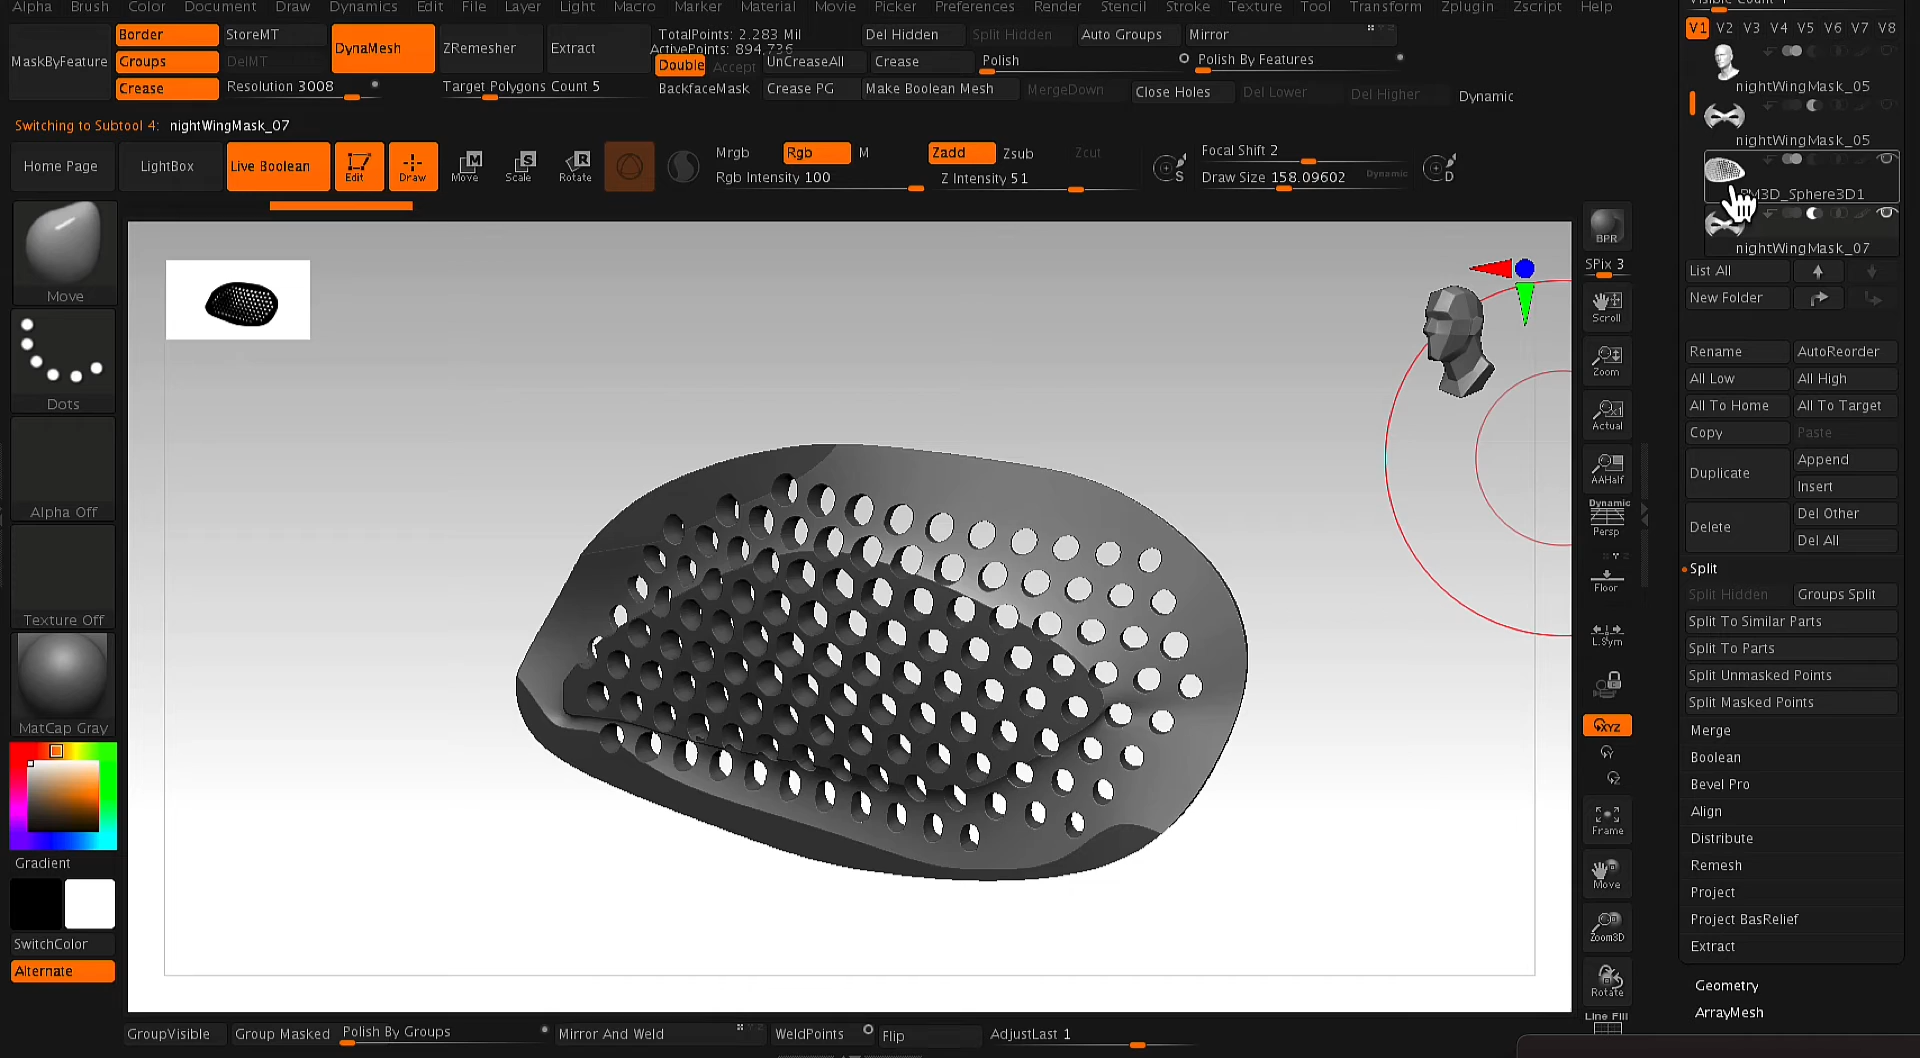 Alpha Brush Color Document Draw Dynamics Edit File Layer Light Macro Marker Material Movie Picker Preferences Render Stencil Stroke Texture Tool Transform Zplugin Zscript Help
MaskByFeature
Border
Groups
Crease
StoreMT
DelMT
Resolution 3008
DynaMesh
ZRemesher
Extract
Target Polygons Count 5
TotalPoints: 2.283 Mil
ActivePoints: 894,736
Double
Accept
BackfaceMask
Del Hidden
Split Hidden
Auto Groups
Mirror
UnCreaseAll
Crease
Polish
Polish By Features
Crease PG
Make Boolean Mesh
MergeDown
Close Holes
Del Lower
Del Higher
Dynamic
Switching to Subtool 4: nightWingMask_07
Home Page
LightBox
Live Boolean
Edit
Draw
Move
Scale
Rotate
Mrgb
Rgb
M
Rgb Intensity 100
Zadd
Zsub
Zcut
Z Intensity 51
S
Focal Shift 2
Draw Size 158.09602
Dynamic
D
Move
Dots
Alpha Off
Texture Off
MatCap Gray
Gradient
SwitchColor
Alternate
BPR
SPix 3
Scroll
Zoom
Actual
AAHalf
Dynamic
Persp
Floor
L.Sym
XYZ
Y
Z
Frame
Move
Zoom3D
Rotate
Line Fill
V1 V2 V3 V4 V5 V6 V7 V8
nightWingMask_05
nightWingMask_05
PM3D_Sphere3D1
nightWingMask_07
List All
New Folder
Rename
AutoReorder
All Low
All High
All To Home
All To Target
Copy
Paste
Duplicate
Append
Insert
Delete
Del Other
Del All
Split
Split Hidden
Groups Split
Split To Similar Parts
Split To Parts
Split Unmasked Points
Split Masked Points
Merge
Boolean
Bevel Pro
Align
Distribute
Remesh
Project
Project BasRelief
Extract
Geometry
ArrayMesh
GroupVisible
Group Masked
Polish By Groups
Mirror And Weld
WeldPoints
Flip
AdjustLast 1